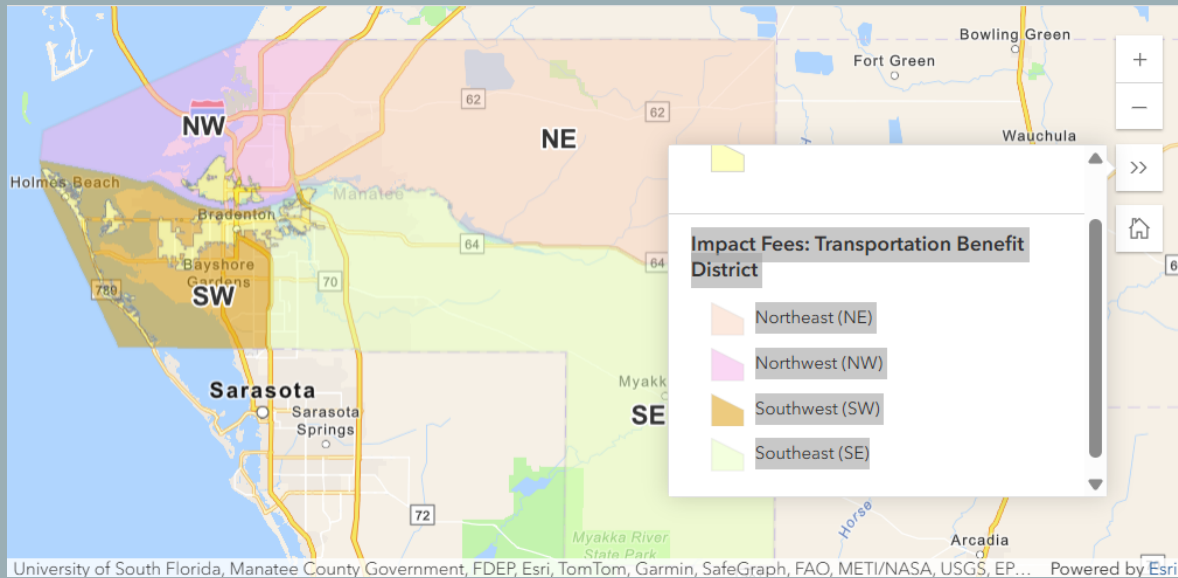 Bowling Green
Fort Green
62
62
NW
NE
Wauchula
Holmes Beach
Manatee
Bradenton
64
64
Bayshore
Gardens
70
789
SW
Impact Fees: Transportation Benefit
District
Northeast (NE)
Northwest (NW)
Southwest (SW)
Southeast (SE)
Sarasota
Sarasota
Springs
Myakk
SE
72
Horse
Myakka River
State Park
Arcadia
University of South Florida, Manatee County Government, FDEP, Esri, TomTom, Garmin, SafeGraph, FAO, METI/NASA, USGS, EP... Powered by Esri